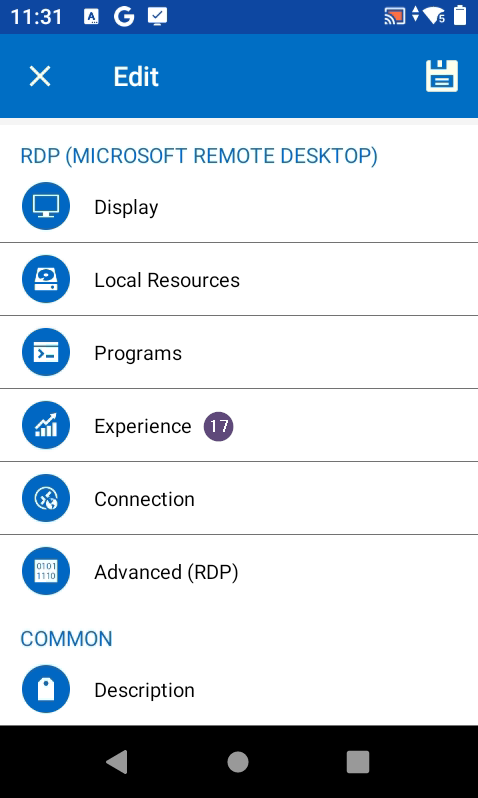 11:31
Edit
RDP (MICROSOFT REMOTE DESKTOP)
Display
Local Resources
Programs
Experience 17
Connection
0101
1110
Advanced (RDP)
COMMON
Description